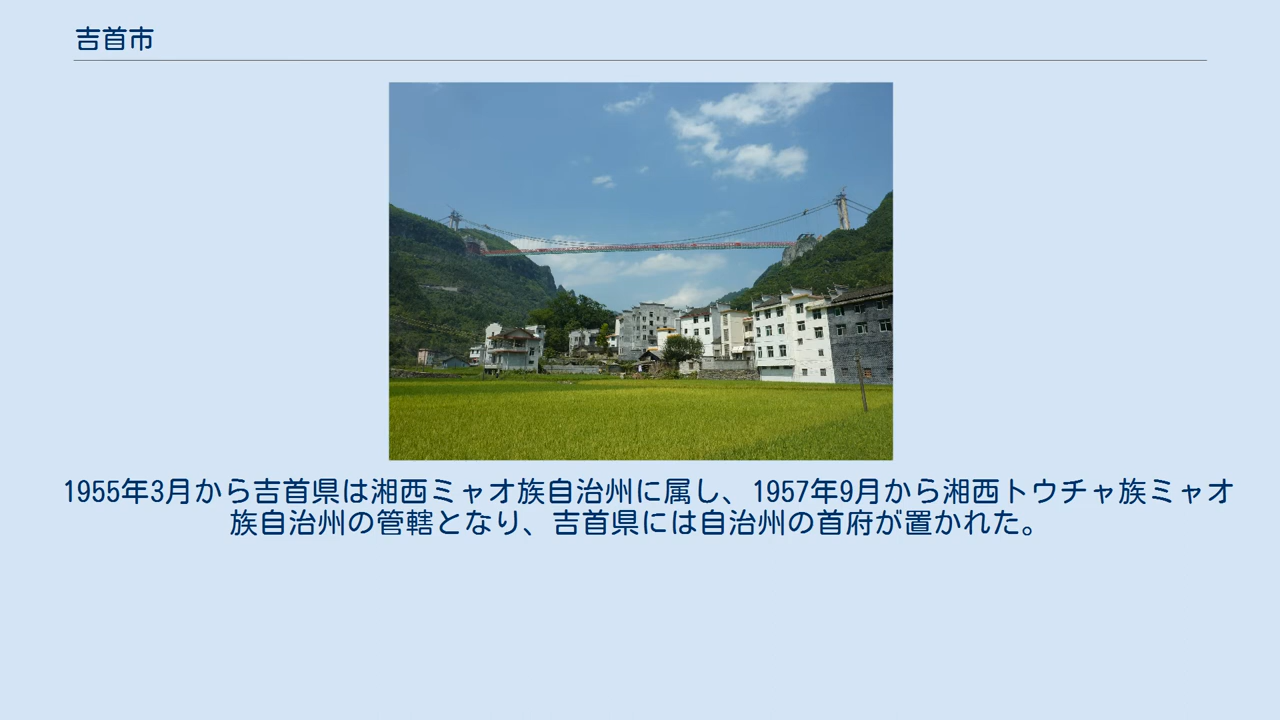 吉首市
1955年3月から吉首県は湘西ミャオ族自治州に属し、1957年9月から湘西トウチャ族ミャオ
族自治州の管轄となり、吉首県には自治州の首府が置かれた。